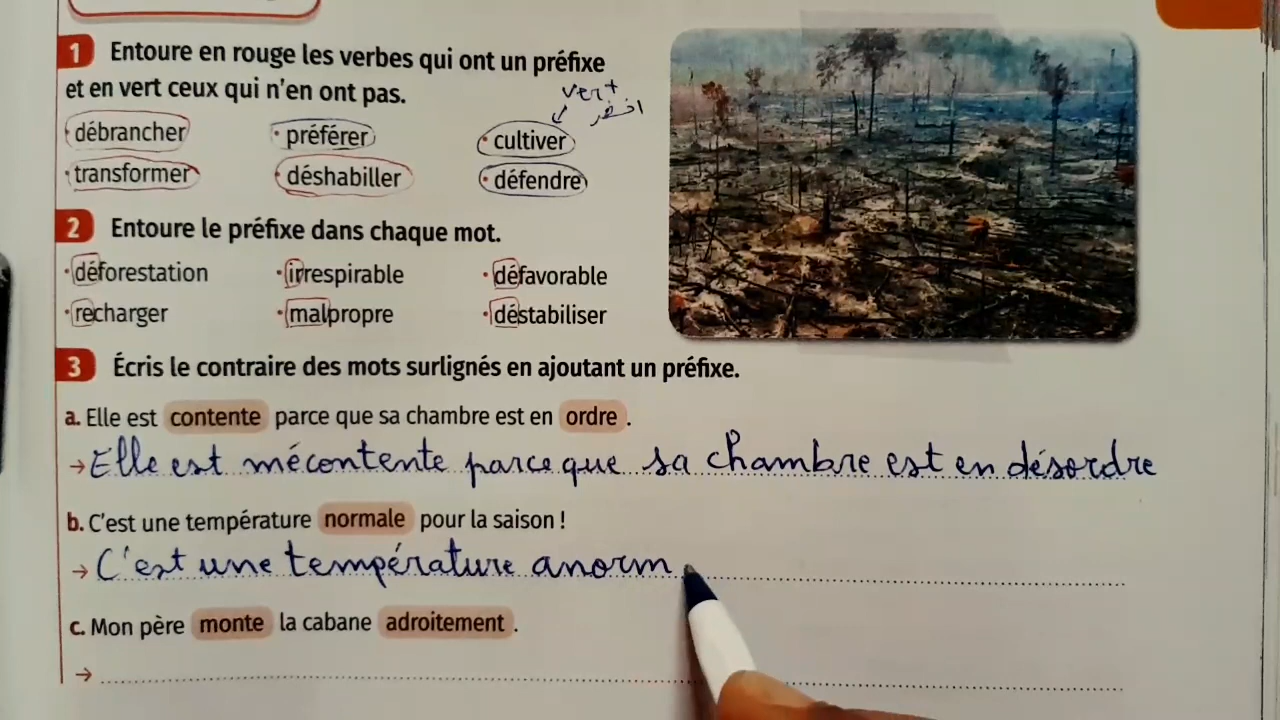 1 Entoure en rouge les verbes qui ont un préfixe
et en vert ceux qui n'en ont pas.
vert
اخضر
· débrancher · préférer · cultiver
· transformer · déshabiller · défendre
2 Entoure le préfixe dans chaque mot.
· déforestation · irrespirable · défavorable
· recharger · malpropre · déstabiliser
3 Écris le contraire des mots surlignés en ajoutant un préfixe.
a. Elle est contente parce que sa chambre est en ordre.
→ Elle est mécontente parce que sa chambre est en désordre
b. C'est une température normale pour la saison !
→ C'est une température anorm
c. Mon père monte la cabane adroitement.
→